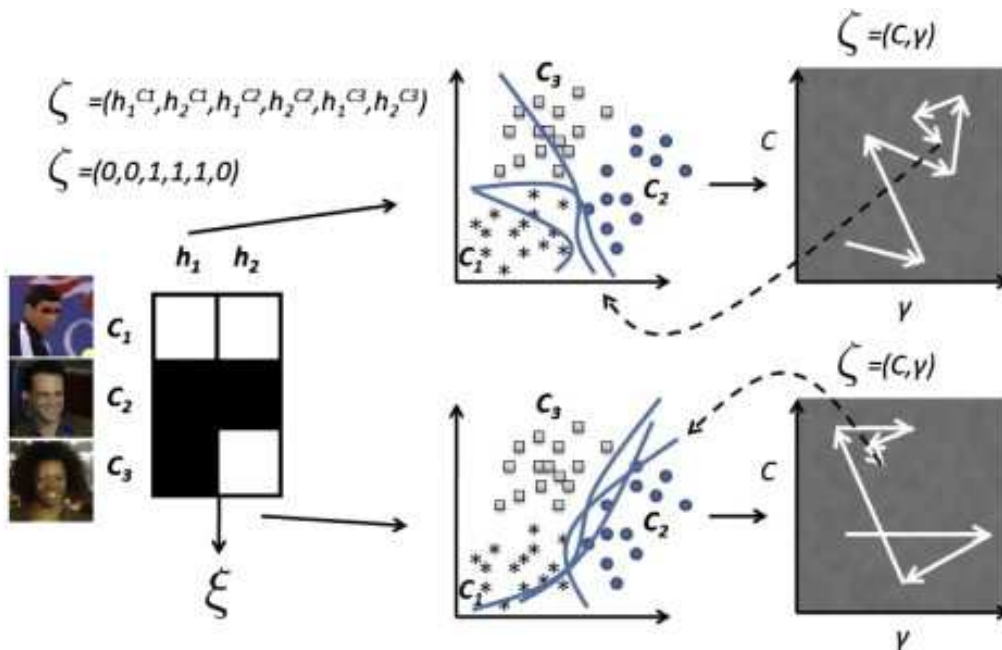 ζ =(h₁ᶜ¹,h₂ᶜ¹,h₁ᶜ²,h₂ᶜ²,h₁ᶜ³,h₂ᶜ³)
ζ =(0,0,1,1,1,0)
h₁ h₂
C₁
C₂
C₃
ξ
C₃
C₂
C₁
ζ =(C,γ)
C
γ
C₃
C₂
C₁
ζ =(C,γ)
C
γ